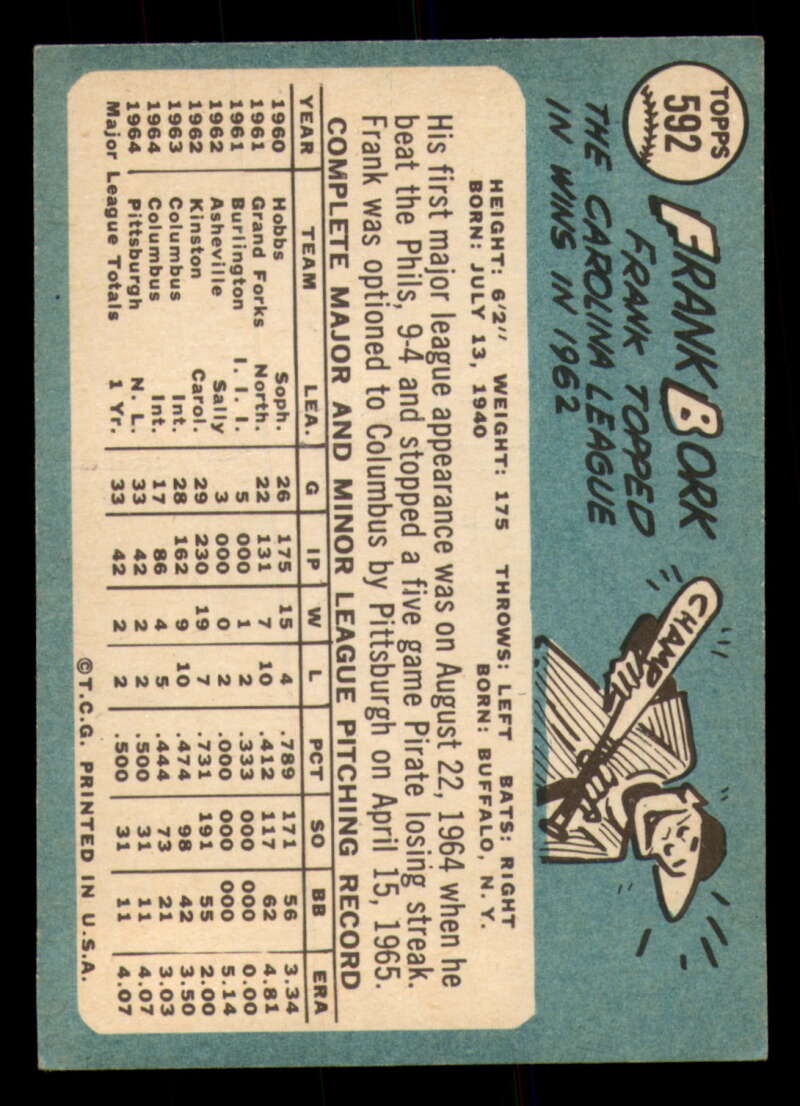 TOPPS
592
FRANK BORK
FRANK TOPPED
THE CAROLINA LEAGUE
IN WINS IN 1962
CHAMP
HEIGHT: 6'2" WEIGHT: 175 THROWS: LEFT BATS: RIGHT
BORN: JULY 13, 1940 BORN: BUFFALO, N. Y.
His first major league appearance was on August 22, 1964 when he
beat the Phils, 9-4 and stopped a five game Pirate losing streak.
Frank was optioned to Columbus by Pittsburgh on April 15, 1965.
COMPLETE MAJOR AND MINOR LEAGUE PITCHING RECORD
YEAR TEAM LEA. G IP W L PCT SO BB ERA
1960 Hobbs Soph. 26 175 15 4 .789 171 56 3.34
1961 Grand Forks North. 22 131 7 10 .412 117 62 4.81
1961 Burlington I. I. I. 5 000 1 2 .333 000 000 0.00
1962 Asheville Sally 3 000 0 2 .000 000 000 5.14
1962 Kinston Carol. 29 230 19 7 .731 191 55 2.00
1963 Columbus Int. 28 162 9 10 .474 98 42 3.50
1964 Columbus Int. 17 86 4 5 .444 73 21 3.03
1964 Pittsburgh N. L. 33 42 2 2 .500 31 11 4.07
Major League Totals 1 Yr. 33 42 2 2 .500 31 11 4.07
©T.C.G. PRINTED IN U.S.A.